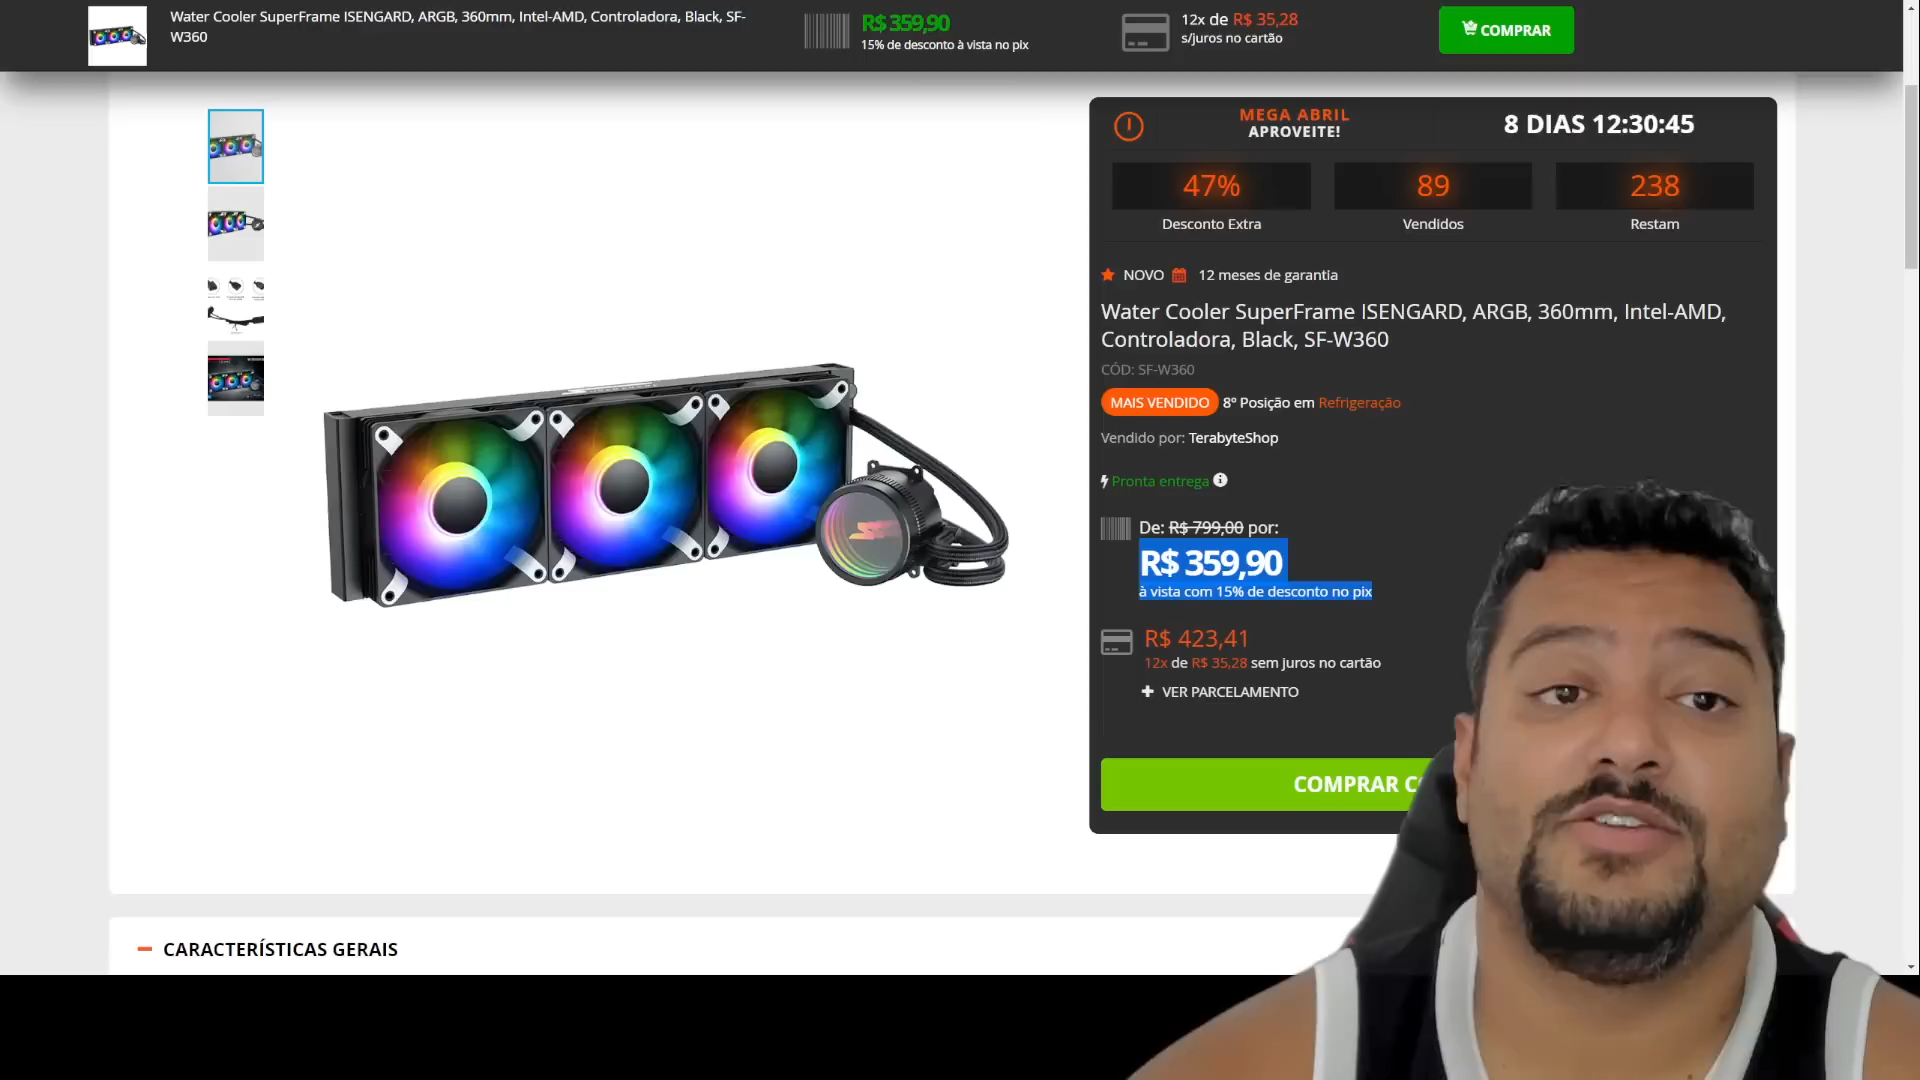 Water Cooler SuperFrame ISENGARD, ARGB, 360mm, Intel-AMD, Controladora, Black, SF-
W360
R$ 359,90
15% de desconto à vista no pix
12x de R$ 35,28
s/juros no cartão
COMPRAR
MEGA ABRIL
APROVEITE!
8 DIAS 12:30:45
47%
Desconto Extra
89
Vendidos
238
Restam
NOVO
12 meses de garantia
Water Cooler SuperFrame ISENGARD, ARGB, 360mm, Intel-AMD,
Controladora, Black, SF-W360
CÓD: SF-W360
MAIS VENDIDO 8º Posição em Refrigeração
Vendido por: TerabyteShop
Pronta entrega
De: R$ 799,00 por:
R$ 359,90
à vista com 15% de desconto no pix
R$ 423,41
12x de R$ 35,28 sem juros no cartão
+ VER PARCELAMENTO
COMPRAR
CARACTERÍSTICAS GERAIS